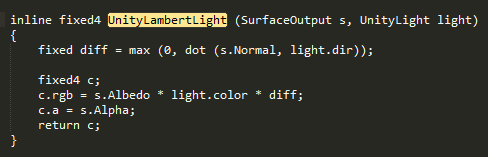 inline fixed4 UnityLambertLight (SurfaceOutput s, UnityLight light)
{
    fixed diff = max (0, dot (s.Normal, light.dir));

    fixed4 c;
    c.rgb = s.Albedo * light.color * diff;
    c.a = s.Alpha;
    return c;
}